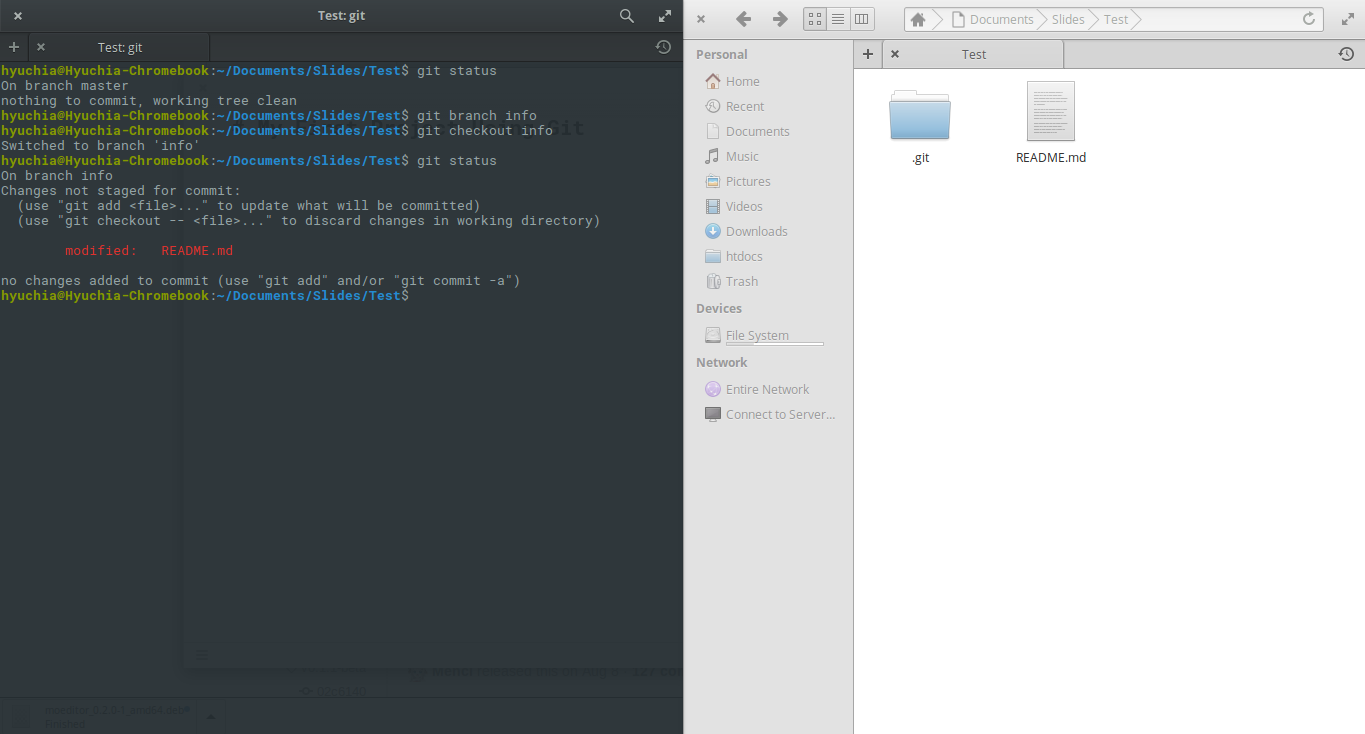 Test: git
Test: git
hyuchia@Hyuchia-Chromebook:~/Documents/Slides/Test$ git status
On branch master
nothing to commit, working tree clean
hyuchia@Hyuchia-Chromebook:~/Documents/Slides/Test$ git branch info
hyuchia@Hyuchia-Chromebook:~/Documents/Slides/Test$ git checkout info
Switched to branch 'info'
hyuchia@Hyuchia-Chromebook:~/Documents/Slides/Test$ git status
On branch info
Changes not staged for commit:
  (use "git add <file>..." to update what will be committed)
  (use "git checkout -- <file>..." to discard changes in working directory)
        modified:   README.md
no changes added to commit (use "git add" and/or "git commit -a")
hyuchia@Hyuchia-Chromebook:~/Documents/Slides/Test$
Documents Slides Test
Personal
Home
Recent
Documents
Music
Pictures
Videos
Downloads
htdocs
Trash
Devices
File System
Network
Entire Network
Connect to Server...
Test
.git
README.md